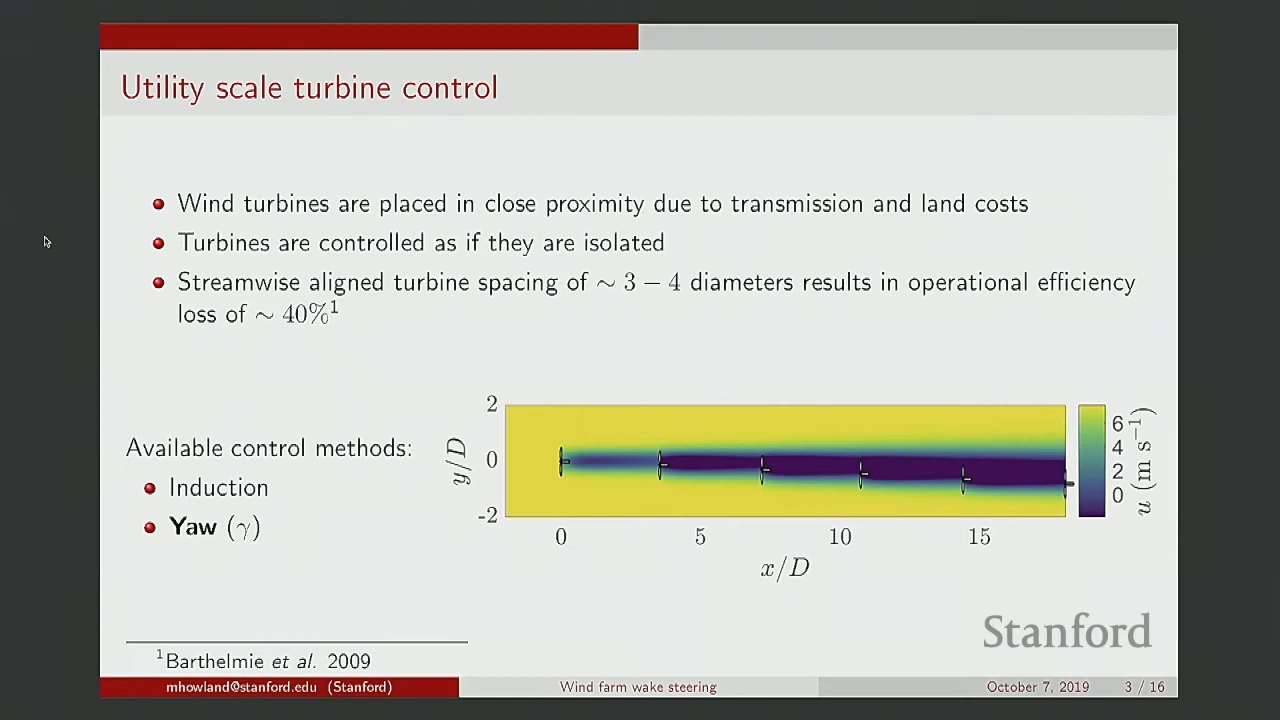 Utility scale turbine control
Wind turbines are placed in close proximity due to transmission and land costs
Turbines are controlled as if they are isolated
Streamwise aligned turbine spacing of ∼ 3 − 4 diameters results in operational efficiency
loss of ∼ 40%¹
Available control methods:
Induction
Yaw (γ)
2
0
-2
y/D
0 5 10 15
x/D
6
4
2
0
u (m s⁻¹)
Stanford
¹Barthelmie et al. 2009
mhowland@stanford.edu (Stanford) Wind farm wake steering October 7, 2019 3 / 16